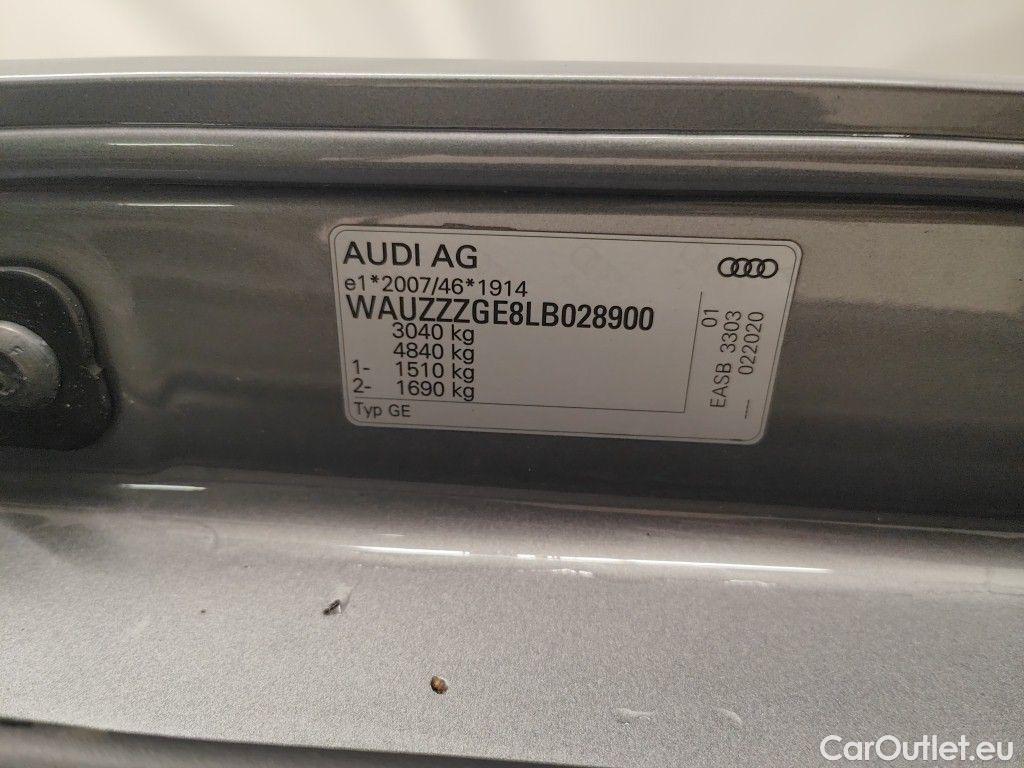 AUDI AG
e1*2007/46*1914
WAUZZZGE8LB028900
3040 kg
4840 kg
1- 1510 kg
2- 1690 kg
Typ GE
01
EASB 3303
022020
CarOutlet.eu